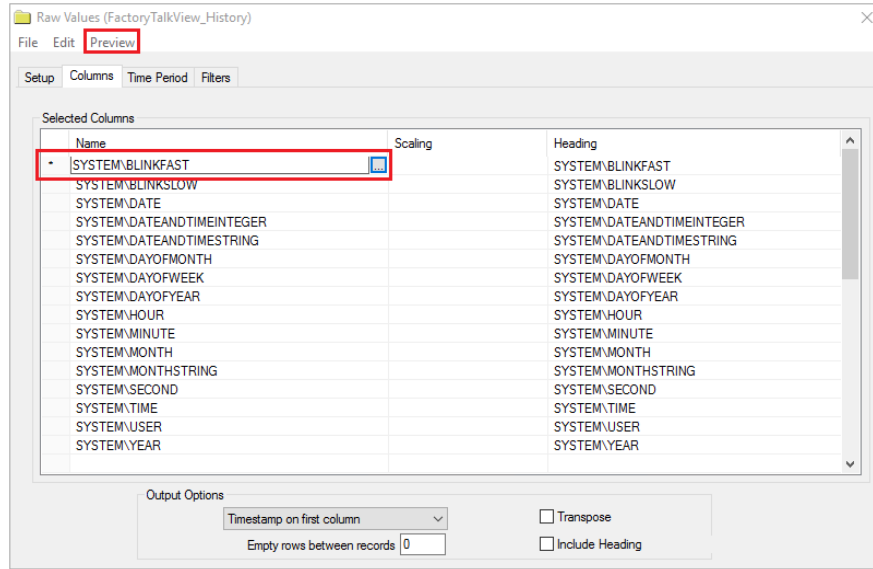 Raw Values (FactoryTalkView_History)
File Edit Preview
Setup Columns Time Period Filters
Selected Columns
Name Scaling Heading
* SYSTEM\BLINKFAST ... SYSTEM\BLINKFAST
SYSTEM\BLINKSLOW SYSTEM\BLINKSLOW
SYSTEM\DATE SYSTEM\DATE
SYSTEM\DATEANDTIMEINTEGER SYSTEM\DATEANDTIMEINTEGER
SYSTEM\DATEANDTIMESTRING SYSTEM\DATEANDTIMESTRING
SYSTEM\DAYOFMONTH SYSTEM\DAYOFMONTH
SYSTEM\DAYOFWEEK SYSTEM\DAYOFWEEK
SYSTEM\DAYOFYEAR SYSTEM\DAYOFYEAR
SYSTEM\HOUR SYSTEM\HOUR
SYSTEM\MINUTE SYSTEM\MINUTE
SYSTEM\MONTH SYSTEM\MONTH
SYSTEM\MONTHSTRING SYSTEM\MONTHSTRING
SYSTEM\SECOND SYSTEM\SECOND
SYSTEM\TIME SYSTEM\TIME
SYSTEM\USER SYSTEM\USER
SYSTEM\YEAR SYSTEM\YEAR
Output Options
Timestamp on first column Transpose
Empty rows between records 0 Include Heading